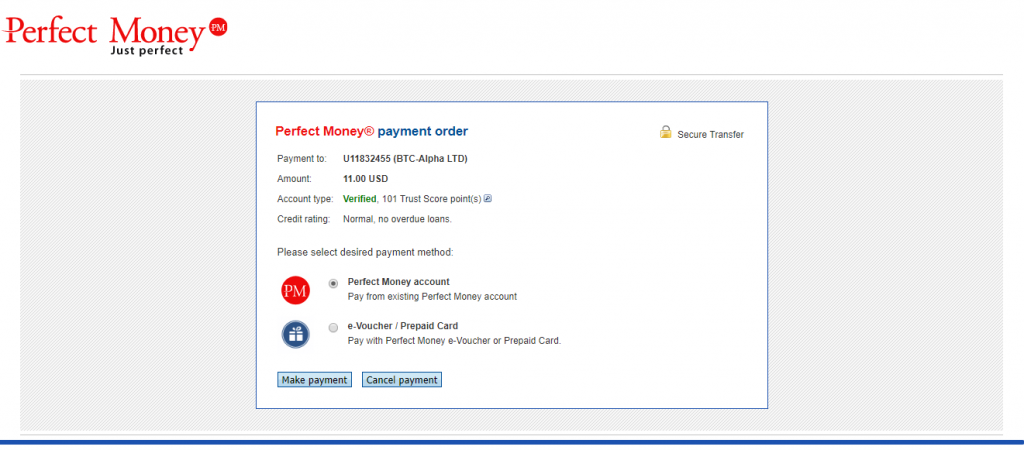 Perfect Money PM
Just perfect
Perfect Money® payment order
Secure Transfer
Payment to: U11832455 (BTC-Alpha LTD)
Amount: 11.00 USD
Account type: Verified, 101 Trust Score point(s)
Credit rating: Normal, no overdue loans.
Please select desired payment method:
PM
Perfect Money account
Pay from existing Perfect Money account
e-Voucher / Prepaid Card
Pay with Perfect Money e-Voucher or Prepaid Card.
Make payment Cancel payment